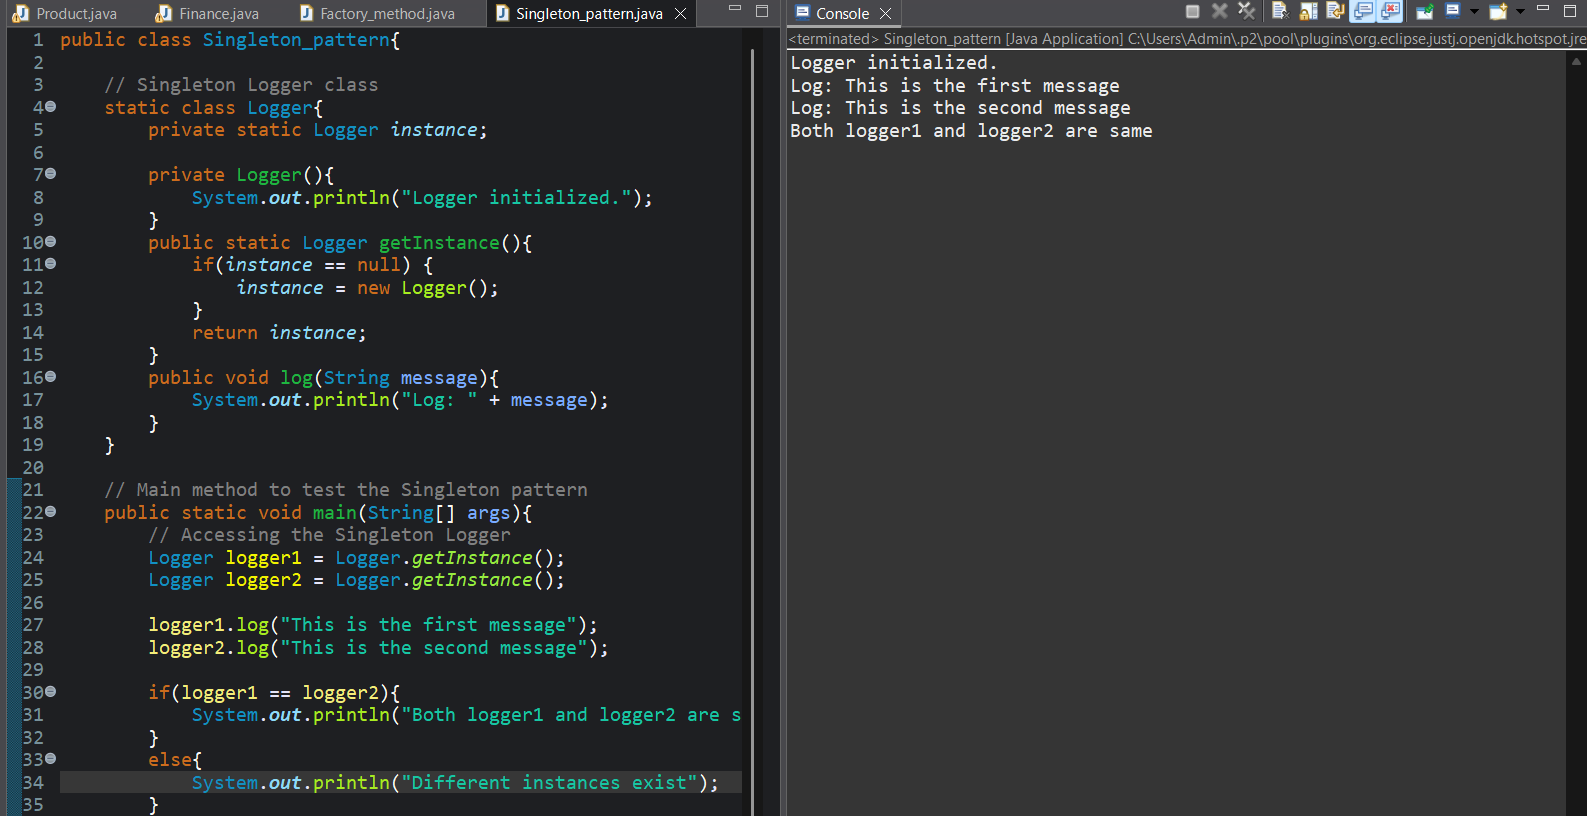 Product.java Finance.java Factory_method.java Singleton_pattern.java
1 public class Singleton_pattern{
2
3 // Singleton Logger class
4 static class Logger{
5 private static Logger instance;
6
7 private Logger(){
8 System.out.println("Logger initialized.");
9 }
10 public static Logger getInstance(){
11 if(instance == null) {
12 instance = new Logger();
13 }
14 return instance;
15 }
16 public void log(String message){
17 System.out.println("Log: " + message);
18 }
19 }
20
21 // Main method to test the Singleton pattern
22 public static void main(String[] args){
23 // Accessing the Singleton Logger
24 Logger logger1 = Logger.getInstance();
25 Logger logger2 = Logger.getInstance();
26
27 logger1.log("This is the first message");
28 logger2.log("This is the second message");
29
30 if(logger1 == logger2){
31 System.out.println("Both logger1 and logger2 are s
32 }
33 else{
34 System.out.println("Different instances exist");
35 }
Console
<terminated> Singleton_pattern [Java Application] C:\Users\Admin\.p2\pool\plugins\org.eclipse.justj.openjdk.hotspot.jre
Logger initialized.
Log: This is the first message
Log: This is the second message
Both logger1 and logger2 are same